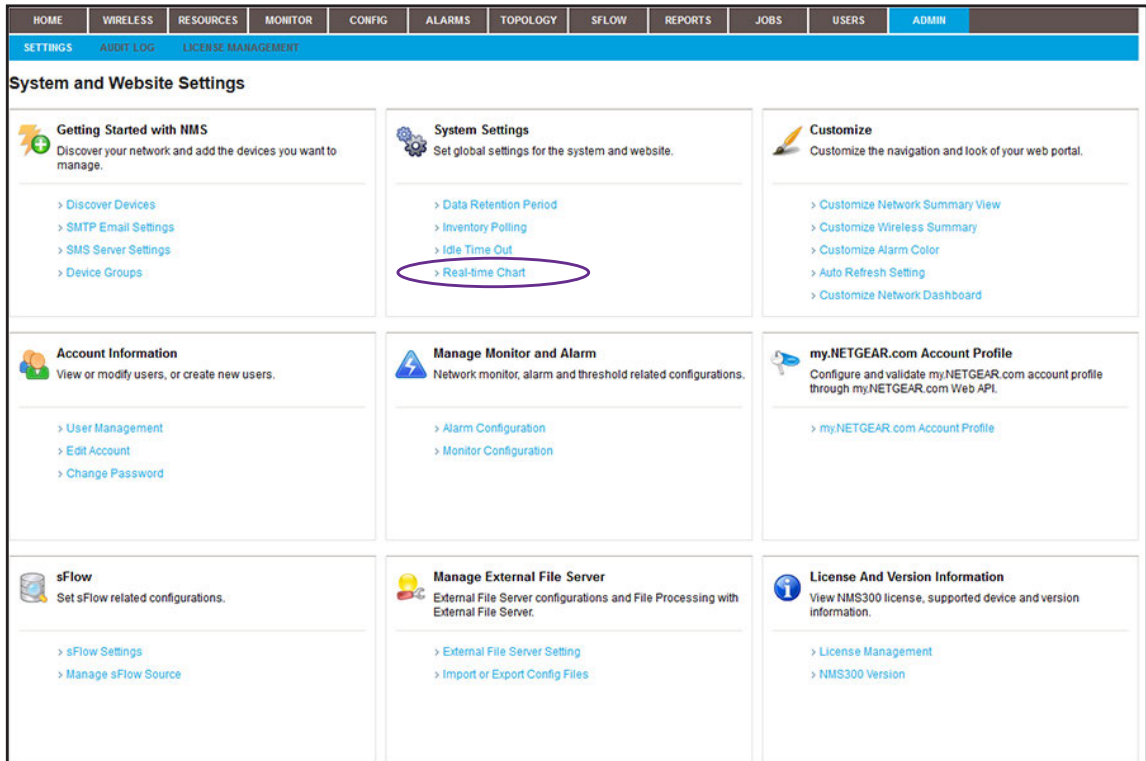 HOME WIRELESS RESOURCES MONITOR CONFIG ALARMS TOPOLOGY SFLOW REPORTS JOBS USERS ADMIN
SETTINGS AUDIT LOG LICENSE MANAGEMENT
System and Website Settings
Getting Started with NMS
Discover your network and add the devices you want to
manage.
> Discover Devices
> SMTP Email Settings
> SMS Server Settings
> Device Groups
System Settings
Set global settings for the system and website.
> Data Retention Period
> Inventory Polling
> Idle Time Out
> Real-time Chart
Customize
Customize the navigation and look of your web portal.
> Customize Network Summary View
> Customize Wireless Summary
> Customize Alarm Color
> Auto Refresh Setting
> Customize Network Dashboard
Account Information
View or modify users, or create new users.
> User Management
> Edit Account
> Change Password
Manage Monitor and Alarm
Network monitor, alarm and threshold related configurations.
> Alarm Configuration
> Monitor Configuration
my.NETGEAR.com Account Profile
Configure and validate my.NETGEAR.com account profile
through my.NETGEAR.com Web API.
> my.NETGEAR.com Account Profile
sFlow
Set sFlow related configurations.
> sFlow Settings
> Manage sFlow Source
Manage External File Server
External File Server configurations and File Processing with
External File Server.
> External File Server Setting
> Import or Export Config Files
License And Version Information
View NMS300 license, supported device and version
information.
> License Management
> NMS300 Version